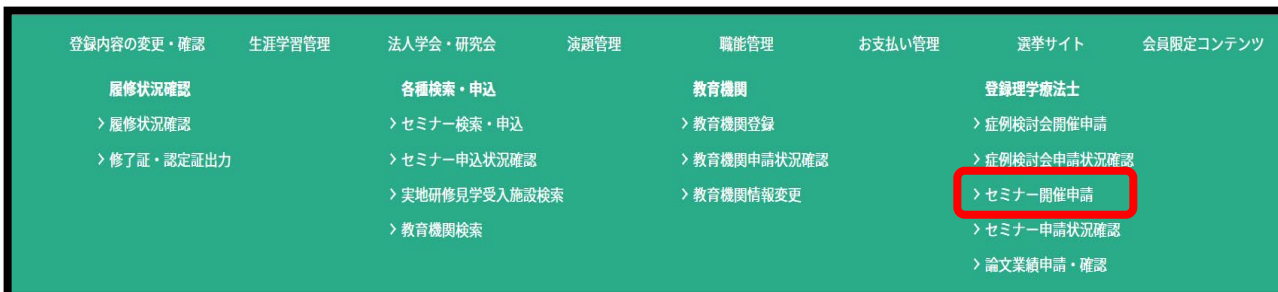 登録内容の変更・確認 生涯学習管理 法人学会・研究会 演題管理 職能管理 お支払い管理 選挙サイト 会員限定コンテンツ
履修状況確認
> 履修状況確認
> 修了証・認定証出力
各種検索・申込
> セミナー検索・申込
> セミナー申込状況確認
> 実地研修見学受入施設検索
> 教育機関検索
教育機関
> 教育機関登録
> 教育機関申請状況確認
> 教育機関情報変更
登録理学療法士
> 症例検討会開催申請
> 症例検討会申請状況確認
> セミナー開催申請
> セミナー申請状況確認
> 論文業績申請・確認